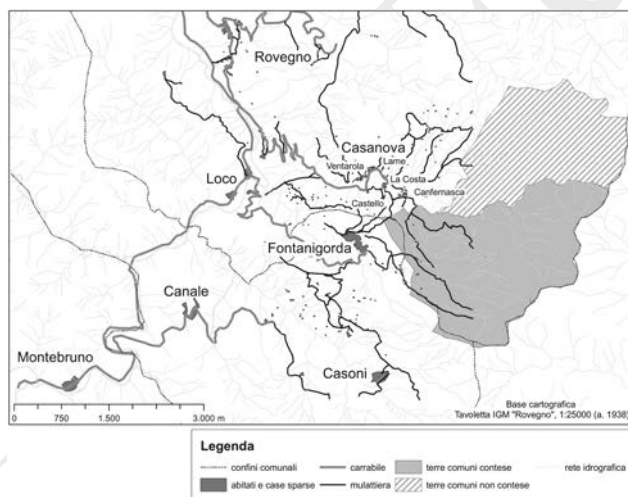 Rovegno
Casanova
Ventarola
Lame
La Costa
Loco
Canfernasca
Castello
Fontanigorda
Canale
Montebruno
Casoni
0 750 1.500 3.000 m
Base cartografica
Tavoletta IGM "Rovegno", 1:25000 (a. 1938)
Legenda
confini comunali carrabile terre comuni contese rete idrografica
abitati e case sparse mulattiera terre comuni non contese